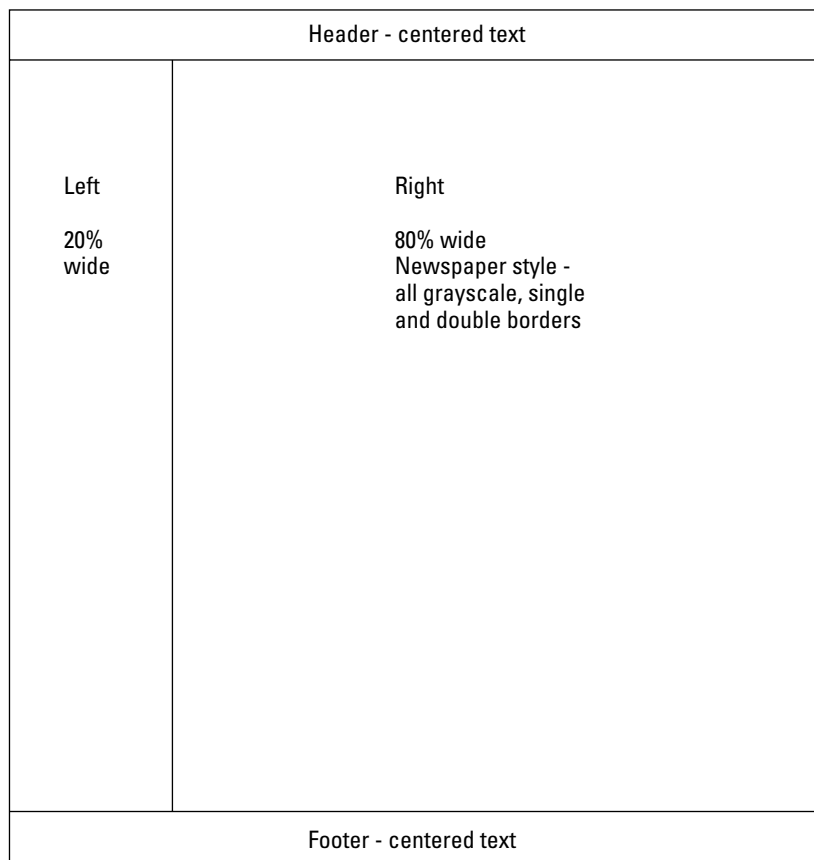 Header - centered text
Left
20%
wide
Right
80% wide
Newspaper style -
all grayscale, single
and double borders
Footer - centered text